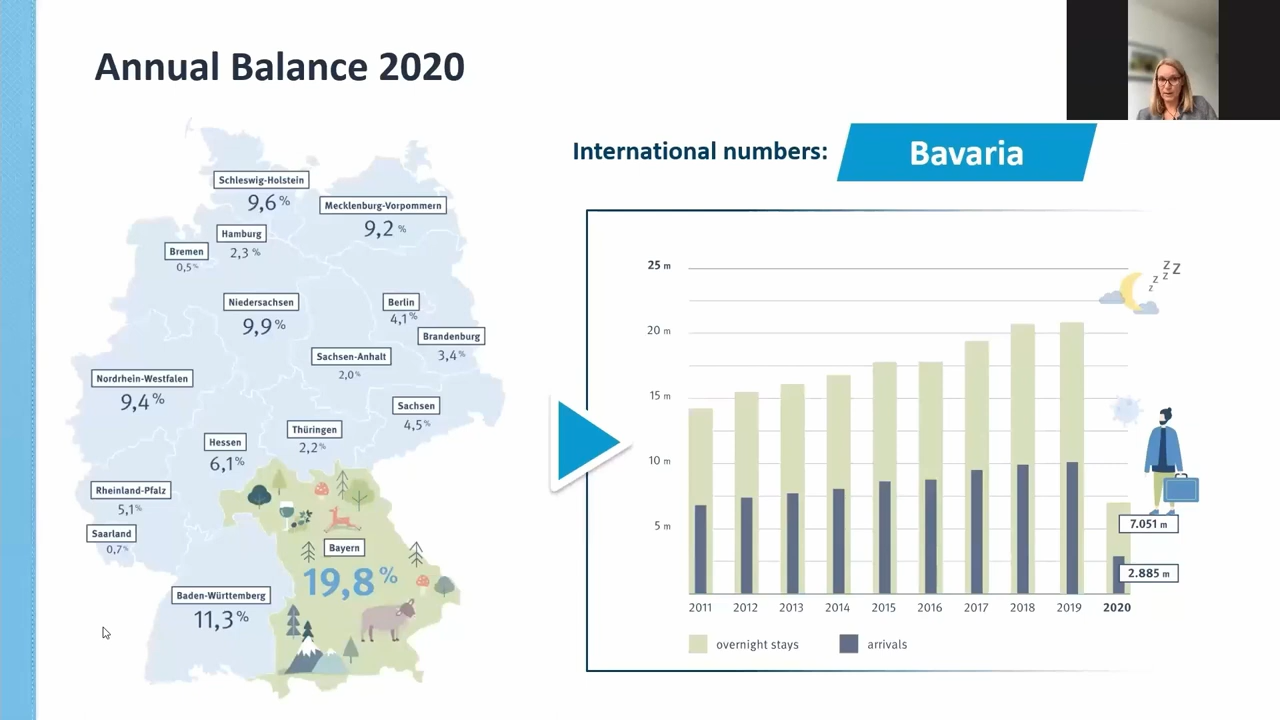 Annual Balance 2020
International numbers:
Bavaria
Schleswig-Holstein
9,6 %
Mecklenburg-Vorpommern
9,2 %
Hamburg
2,3 %
Bremen
0,5 %
Niedersachsen
9,9 %
Berlin
4,1 %
Brandenburg
3,4 %
Sachsen-Anhalt
2,0 %
Nordrhein-Westfalen
9,4 %
Sachsen
4,5 %
Thüringen
2,2 %
Hessen
6,1 %
Rheinland-Pfalz
5,1 %
Saarland
0,7 %
Bayern
19,8 %
Baden-Württemberg
11,3 %
25 m
20 m
15 m
10 m
5 m
z z z Z Z
7.051 m
2.885 m
2011 2012 2013 2014 2015 2016 2017 2018 2019 2020
overnight stays arrivals